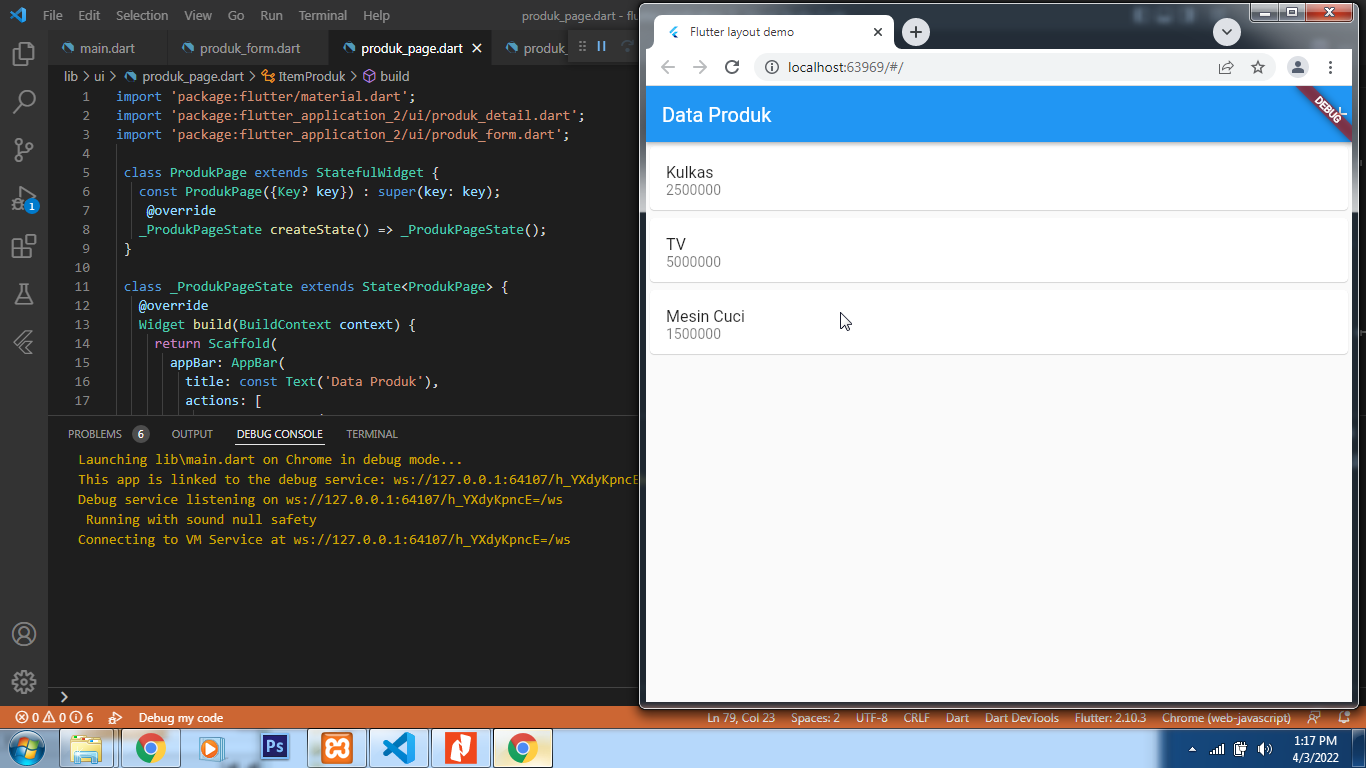 File Edit Selection View Go Run Terminal Help produk_page.dart - flu
main.dart produk_form.dart produk_page.dart produk_
lib > ui > produk_page.dart > ItemProduk > build
1 import 'package:flutter/material.dart';
2 import 'package:flutter_application_2/ui/produk_detail.dart';
3 import 'package:flutter_application_2/ui/produk_form.dart';
4
5 class ProdukPage extends StatefulWidget {
6 const ProdukPage({Key? key}) : super(key: key);
7 @override
8 _ProdukPageState createState() => _ProdukPageState();
9 }
10
11 class _ProdukPageState extends State<ProdukPage> {
12 @override
13 Widget build(BuildContext context) {
14 return Scaffold(
15 appBar: AppBar(
16 title: const Text('Data Produk'),
17 actions: [
PROBLEMS 6 OUTPUT DEBUG CONSOLE TERMINAL
Launching lib\main.dart on Chrome in debug mode...
This app is linked to the debug service: ws://127.0.0.1:64107/h_YXdyKpncE
Debug service listening on ws://127.0.0.1:64107/h_YXdyKpncE=/ws
Running with sound null safety
Connecting to VM Service at ws://127.0.0.1:64107/h_YXdyKpncE=/ws
1
Flutter layout demo
localhost:63969/#/
Data Produk
DEBUG
Kulkas
2500000
TV
5000000
Mesin Cuci
1500000
0 0 6 Debug my code Ln 79, Col 23 Spaces: 2 UTF-8 CRLF Dart Dart DevTools Flutter: 2.10.3 Chrome (web-javascript)
Ps
1:17 PM
4/3/2022